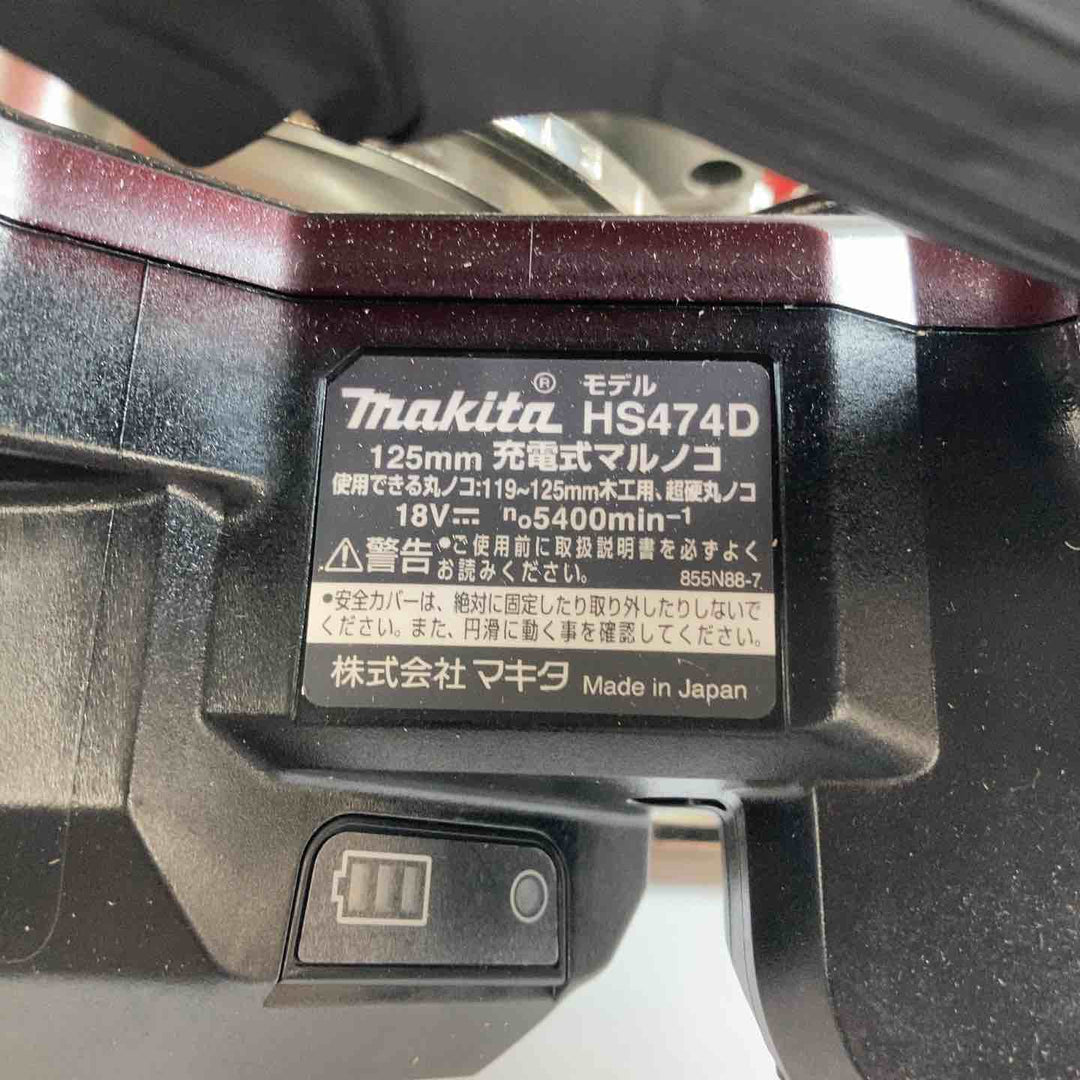 makita® モデル HS474D
125mm 充電式マルノコ
使用できる丸ノコ:119~125mm木工用、超硬丸ノコ
18V⎓ n₀5400min⁻¹
⚠警告 •ご使用前に取扱説明書を必ずよく
お読みください。 855N88-7
•安全カバーは、絶対に固定したり取り外したりしないで
ください。また、円滑に動く事を確認してください。
株式会社 マキタ Made in Japan